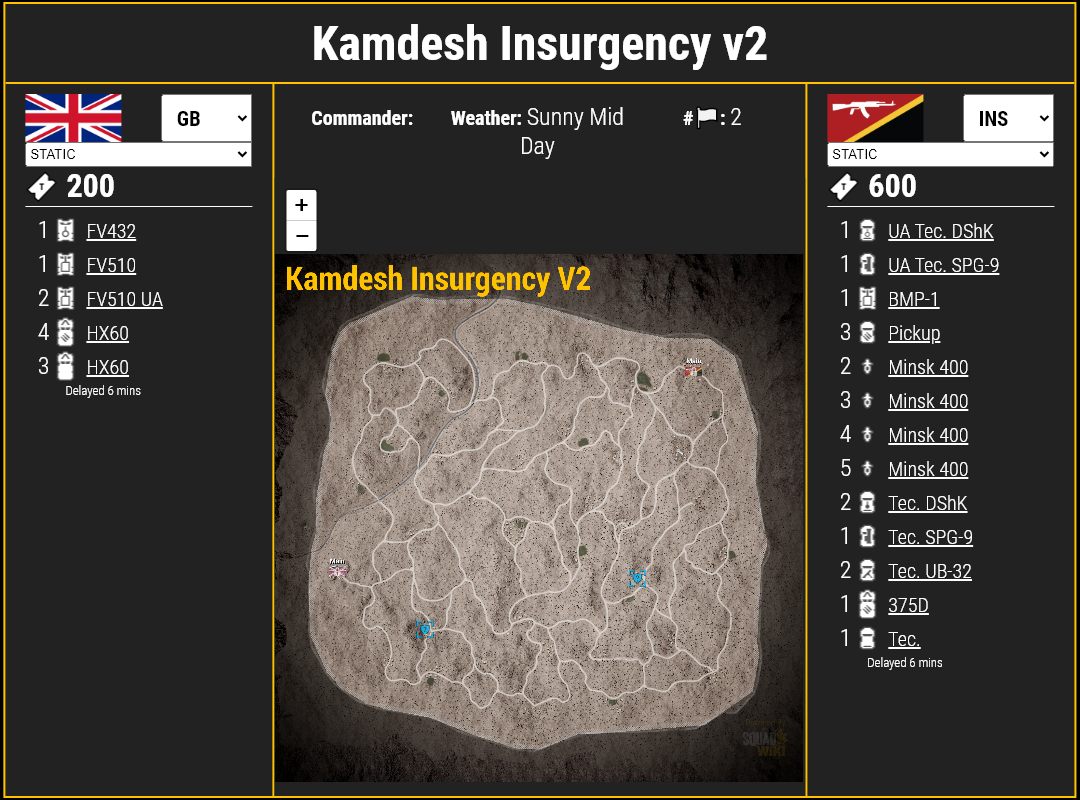 Kamdesh Insurgency v2
GB
STATIC
200
1 FV432
1 FV510
2 FV510 UA
4 HX60
3 HX60
Delayed 6 mins
Commander:
Weather: Sunny Mid
Day
# : 2
+
−
Kamdesh Insurgency V2
Main
Main
SQUAD
wiki
INS
STATIC
600
1 UA Tec. DShK
1 UA Tec. SPG-9
1 BMP-1
3 Pickup
2 Minsk 400
3 Minsk 400
4 Minsk 400
5 Minsk 400
2 Tec. DShK
1 Tec. SPG-9
2 Tec. UB-32
1 375D
1 Tec.
Delayed 6 mins